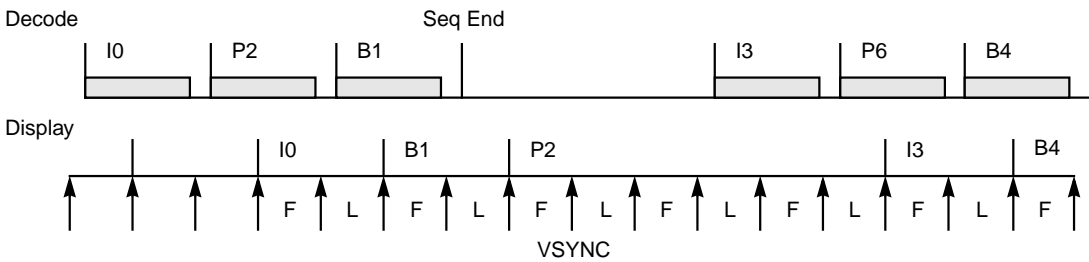 Decode Seq End
I0 P2 B1 I3 P6 B4
Display
I0 B1 P2 I3 B4
F L F L F L F L F L F L F
VSYNC